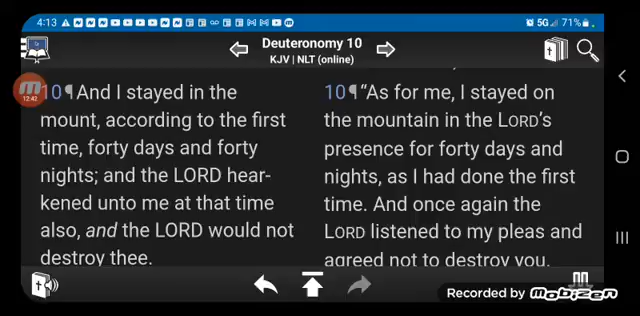 4:13
5G 71%
Deuteronomy 10
KJV | NLT (online)
12:42
10 ¶ And I stayed in the
mount, according to the first
time, forty days and forty
nights; and the LORD hear-
kened unto me at that time
also, and the LORD would not
destroy thee.
10 ¶ “As for me, I stayed on
the mountain in the LORD’s
presence for forty days and
nights, as I had done the first
time. And once again the
LORD listened to my pleas and
agreed not to destroy you.
Recorded by Mobizen